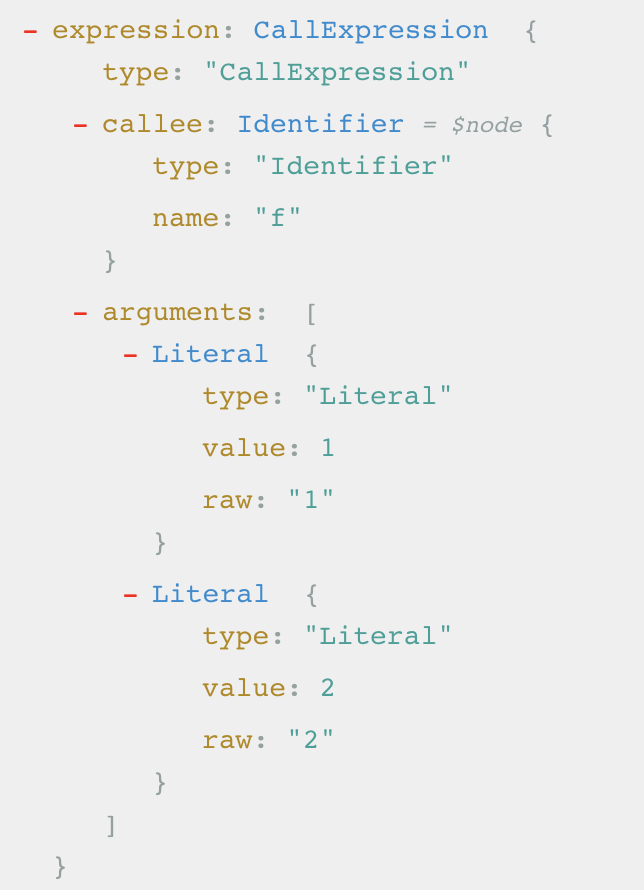 - expression: CallExpression {
type: "CallExpression"
- callee: Identifier = $node {
type: "Identifier"
name: "f"
}
- arguments: [
- Literal {
type: "Literal"
value: 1
raw: "1"
}
- Literal {
type: "Literal"
value: 2
raw: "2"
}
]
}